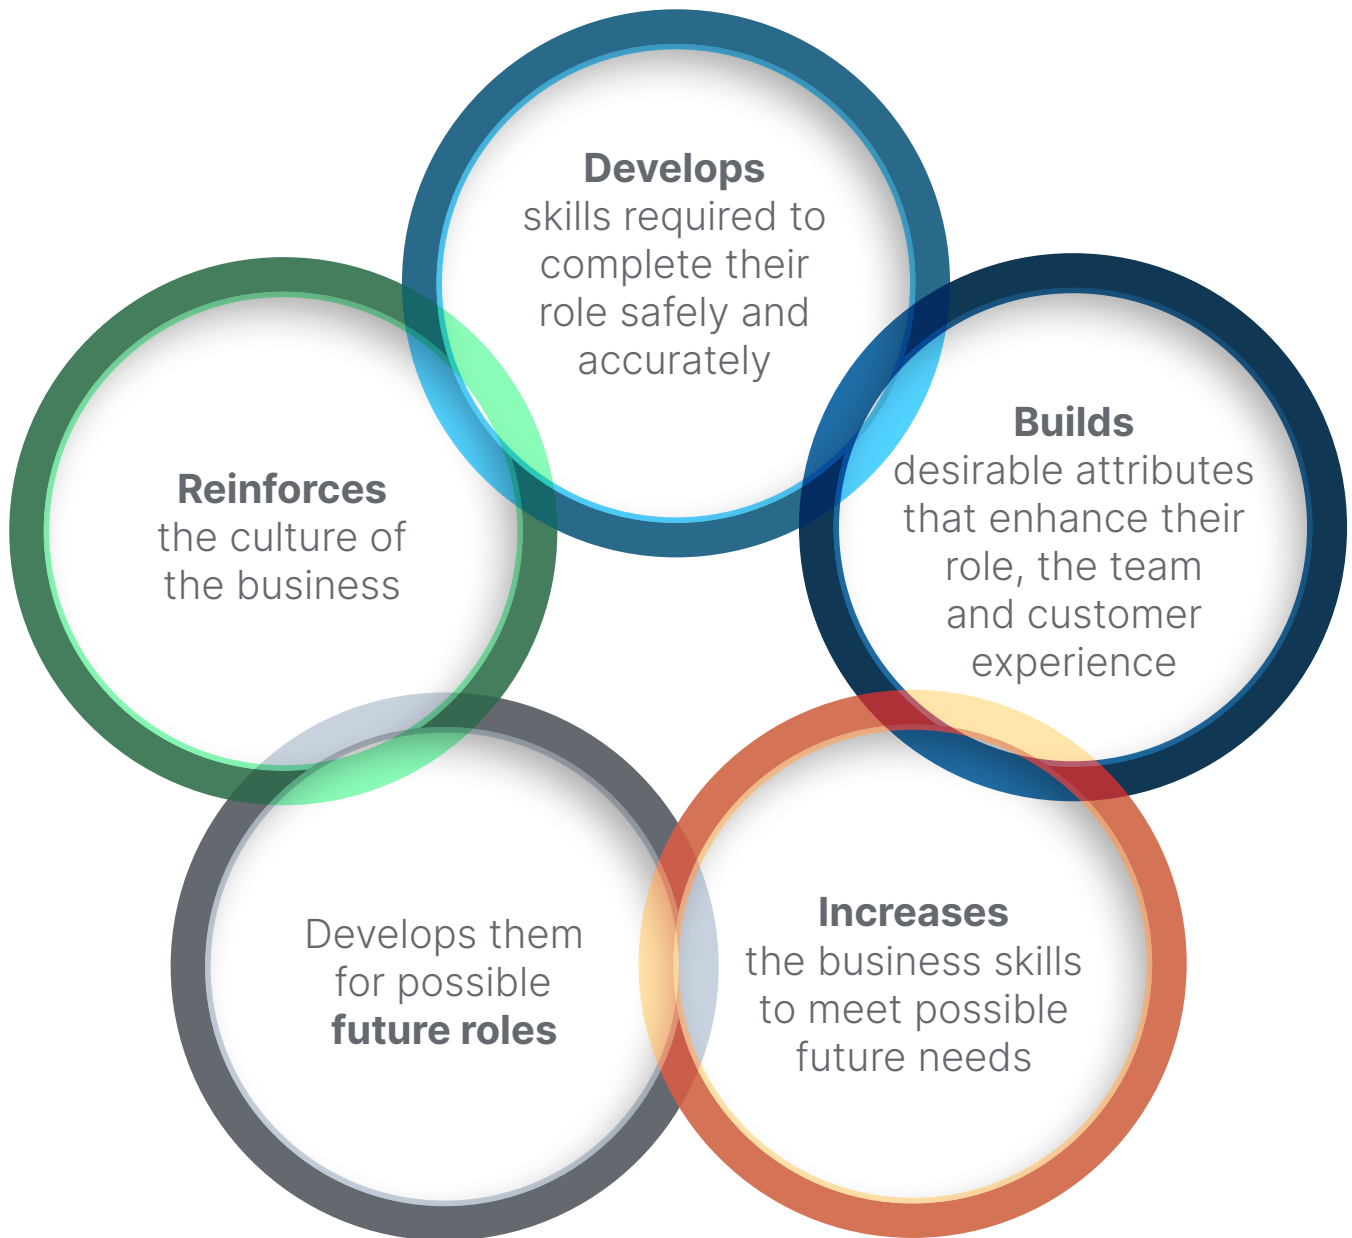 Develops
skills required to
complete their
role safely and
accurately
Builds
desirable attributes
that enhance their
role, the team
and customer
experience
Increases
the business skills
to meet possible
future needs
Develops them
for possible
future roles
Reinforces
the culture of
the business